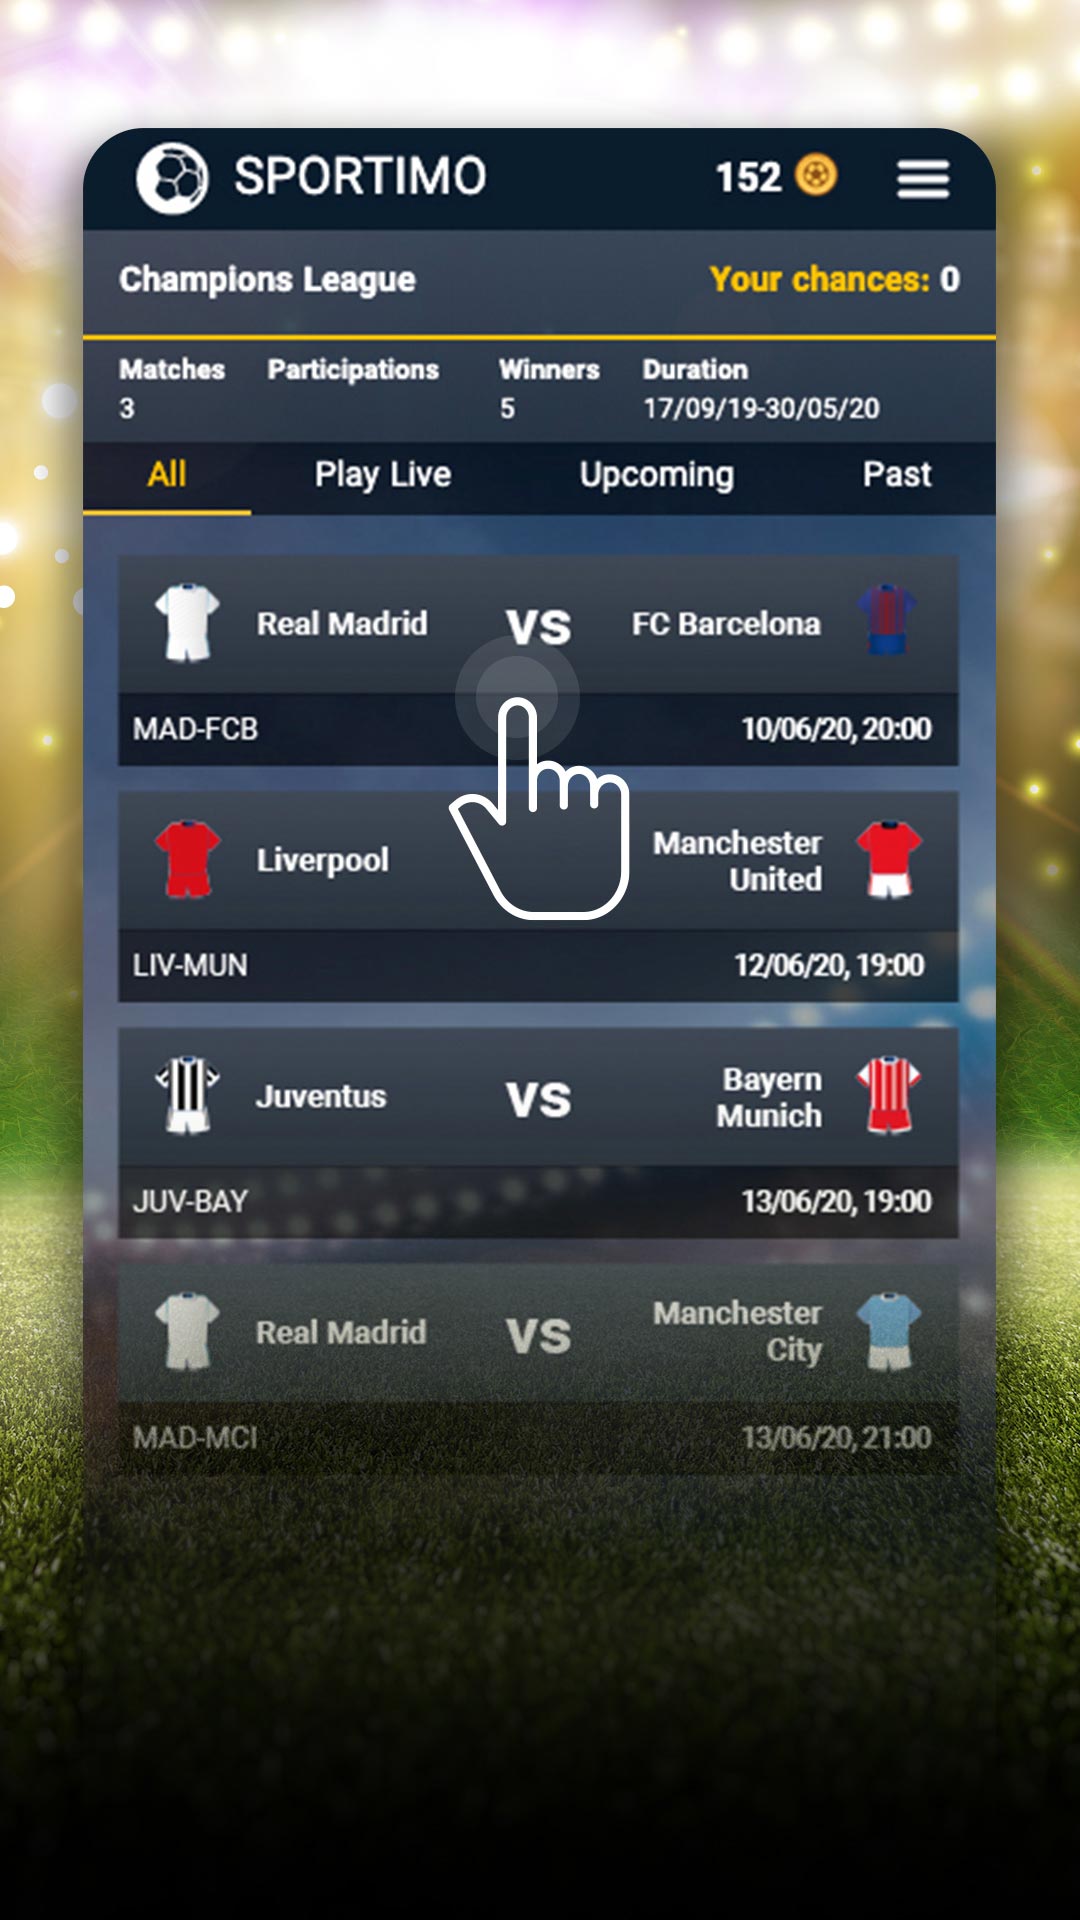 SPORTIMO 152
Champions League Your chances: 0
Matches Participations Winners Duration
3 5 17/09/19-30/05/20
All Play Live Upcoming Past
Real Madrid VS FC Barcelona
MAD-FCB 10/06/20, 20:00
Liverpool Manchester
United
LIV-MUN 12/06/20, 19:00
Juventus VS Bayern
Munich
JUV-BAY 13/06/20, 19:00
Real Madrid VS Manchester
City
MAD-MCI 13/06/20, 21:00